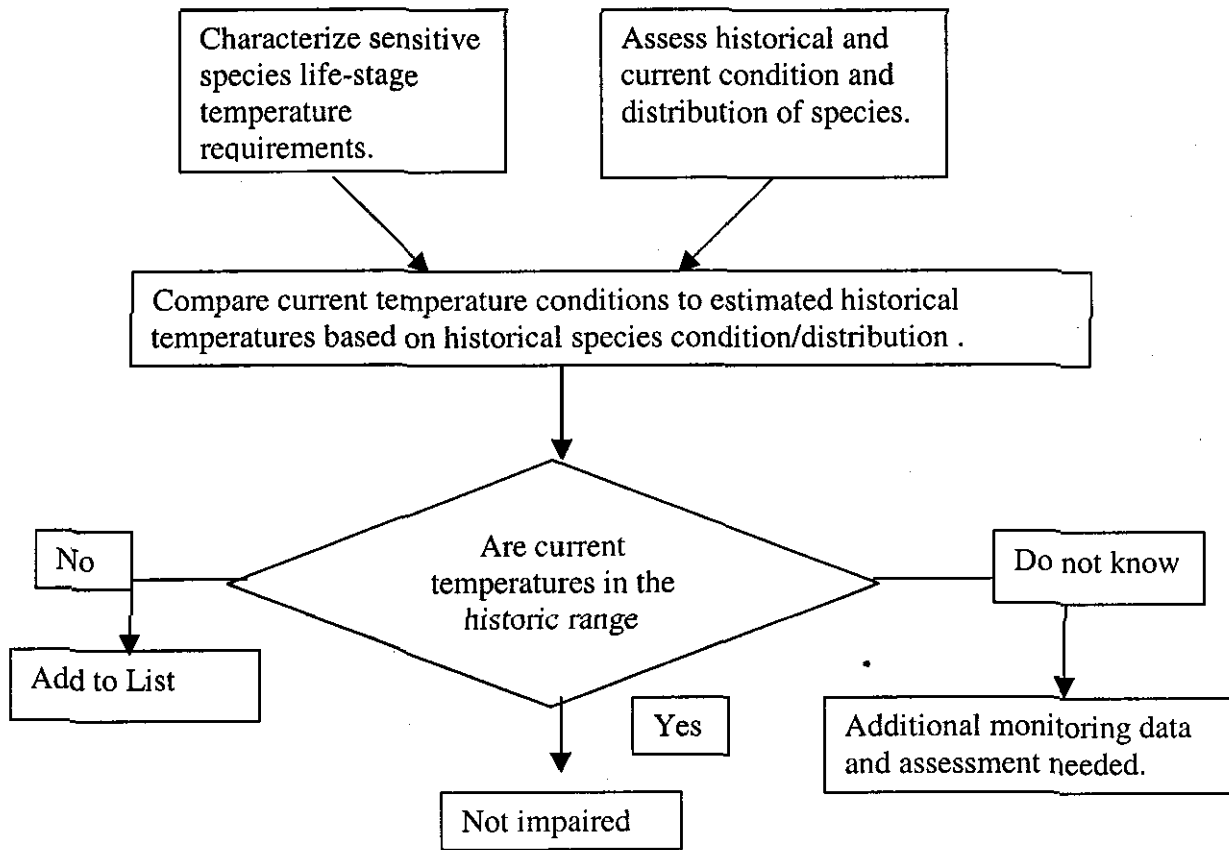 Characterize sensitive
species life-stage
temperature
requirements.
Assess historical and
current condition and
distribution of species.
Compare current temperature conditions to estimated historical
temperatures based on historical species condition/distribution .
Are current
temperatures in the
historic range
No
Do not know
Add to List
Yes
Additional monitoring data
and assessment needed.
Not impaired